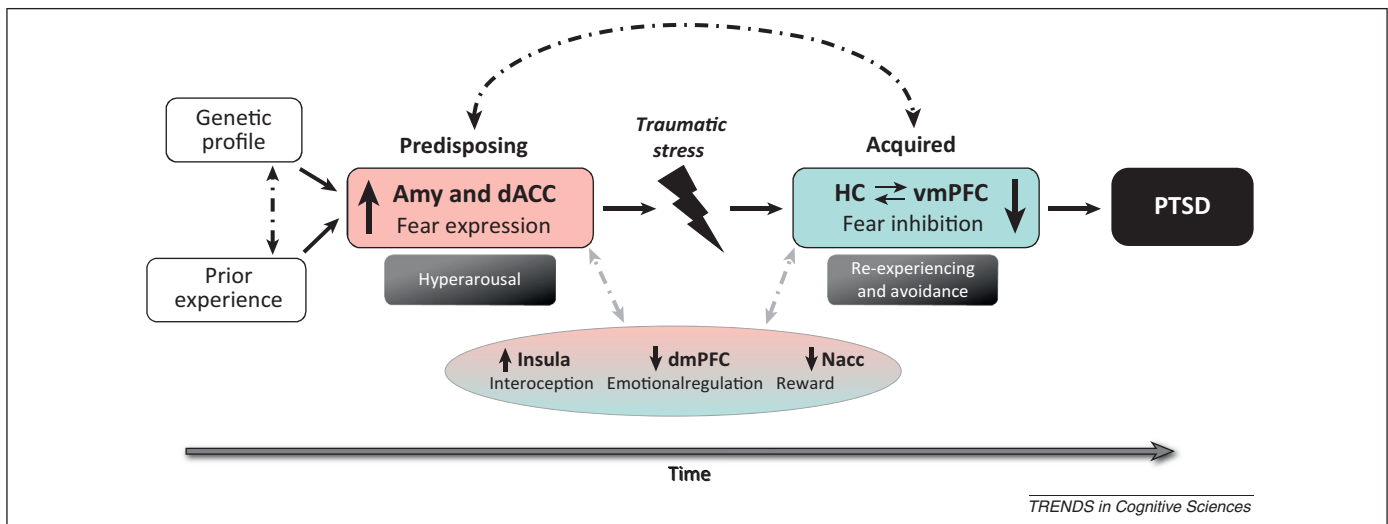 Genetic
profile
Prior
experience
Predisposing
Amy and dACC
Fear expression
Hyperarousal
Traumatic
stress
Acquired
HC ⇄ vmPFC
Fear inhibition
Re-experiencing
and avoidance
PTSD
Insula
Interoception
dmPFC
Emotionalregulation
Nacc
Reward
Time
TRENDS in Cognitive Sciences